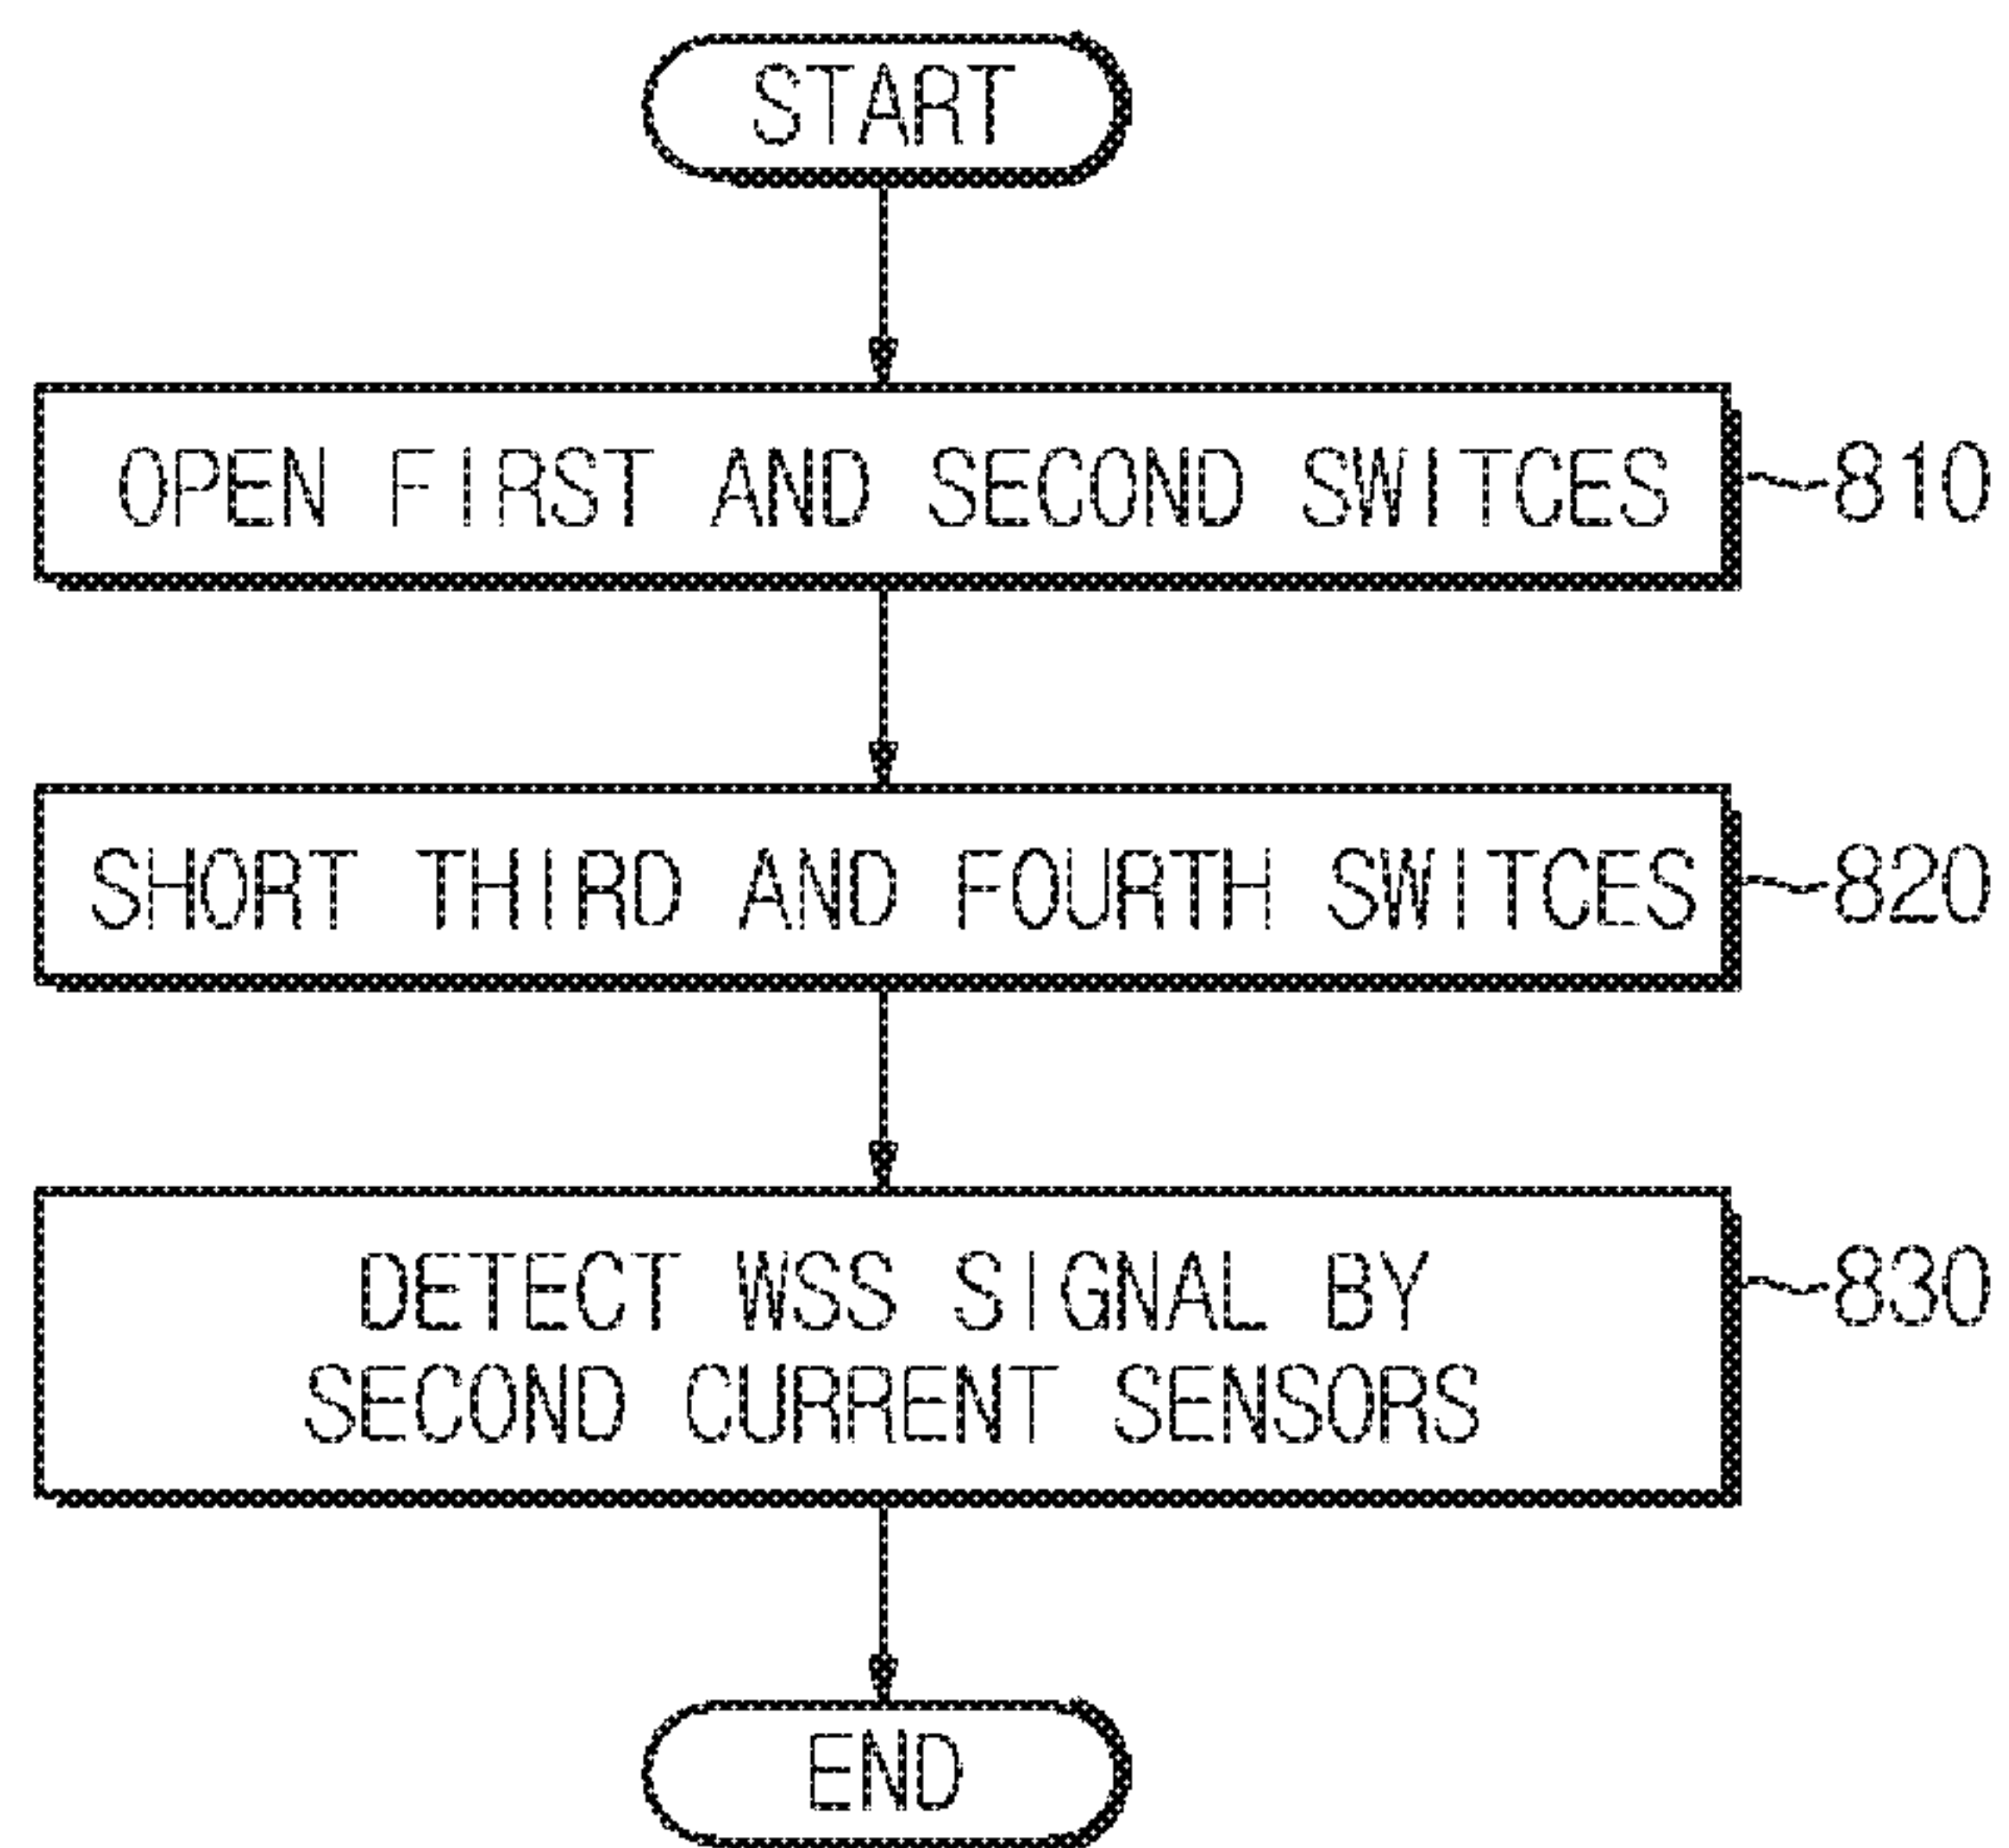 START
OPEN FIRST AND SECOND SWITCES
810
SHORT THIRD AND FOURTH SWITCES
820
DETECT WSS SIGNAL BY
830
SECOND CURRENT SENSORS
END